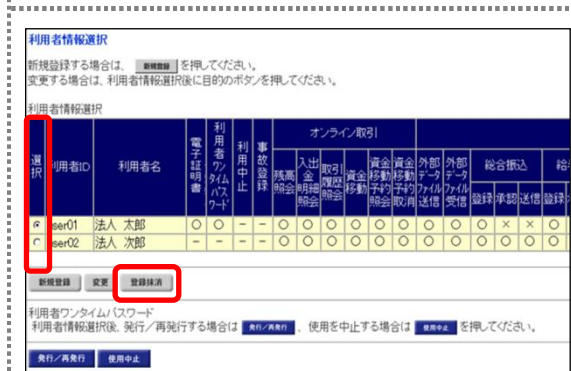 利用者情報選択
新規登録する場合は、 新規登録 を押してください。
変更する場合は、利用者情報選択後に目的のボタンを押してください。
利用者情報選択
選択 利用者ID 利用者名 電子証明書 利用者ワンタイムパスワード 利用中止 事故登録 オンライン取引
残高照会 入出金明細照会 取引履歴照会 資金移動 資金移動予約照会 資金移動予約取消 外部データファイル送信 外部データファイル受信 総合振込 給
登録 承認 送信 登録
user01 法人 太郎 ○ ○ － － ○ ○ ○ ○ ○ ○ ○ ○ ○ × × ○
user02 法人 次郎 － － － － ○ ○ ○ ○ ○ ○ ○ ○ ○ ○ ○ ○
新規登録 変更 登録抹消
利用者ワンタイムパスワード
利用者情報選択後、発行／再発行する場合は 発行／再発行 、使用を中止する場合は 使用中止 を押してください。
発行／再発行 使用中止